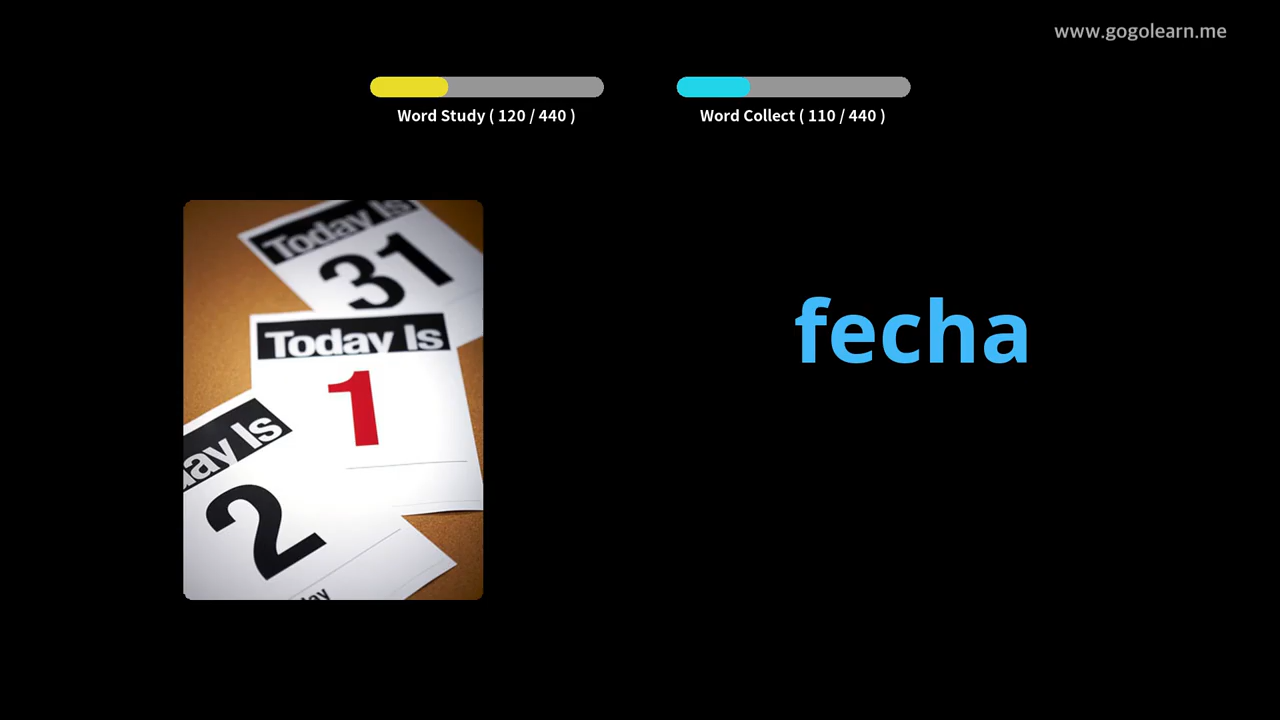 www.gogolearn.me
Word Study ( 120 / 440 )
Word Collect ( 110 / 440 )
Today Is
31
Today Is
1
ay Is
2
fecha